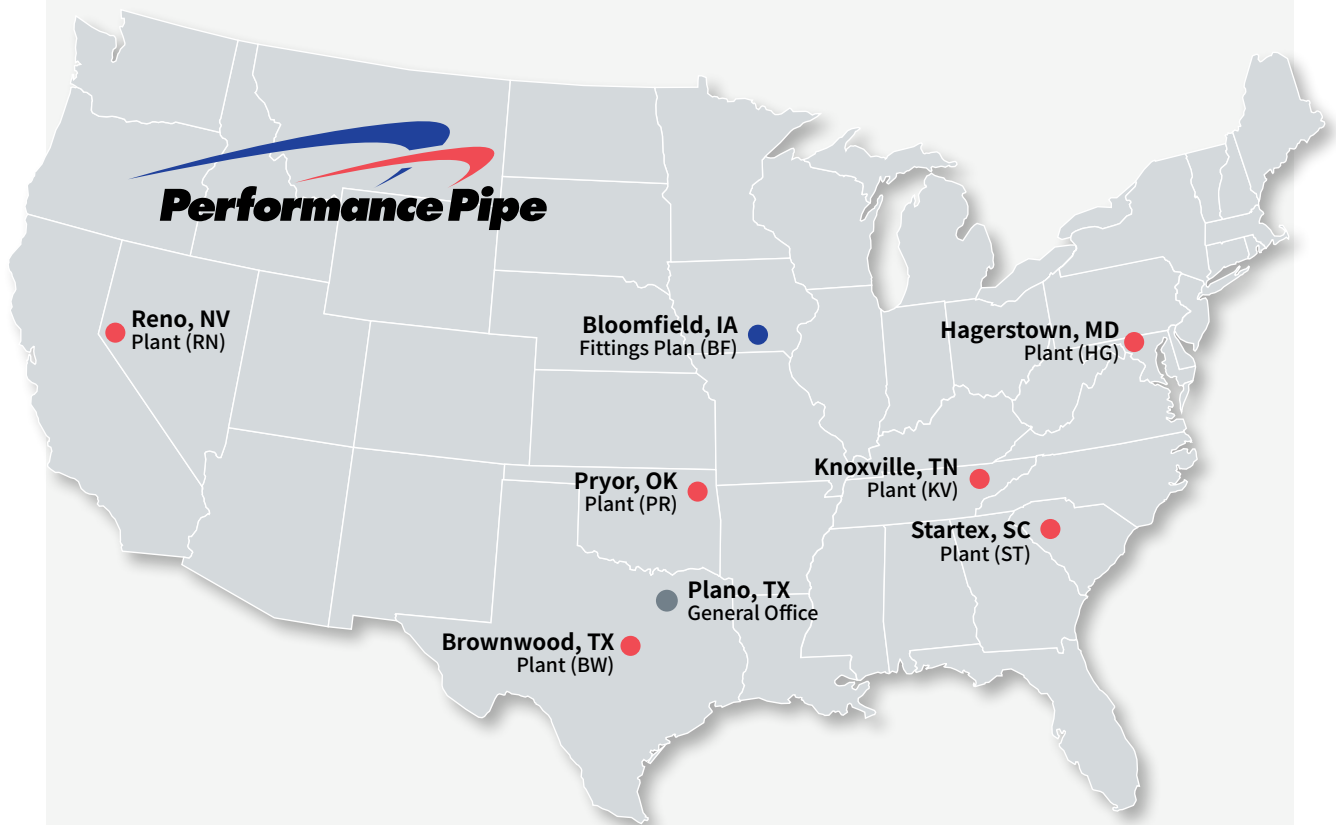 Performance Pipe
Reno, NV
Plant (RN)
Bloomfield, IA
Fittings Plan (BF)
Hagerstown, MD
Plant (HG)
Knoxville, TN
Plant (KV)
Pryor, OK
Plant (PR)
Startex, SC
Plant (ST)
Plano, TX
General Office
Brownwood, TX
Plant (BW)